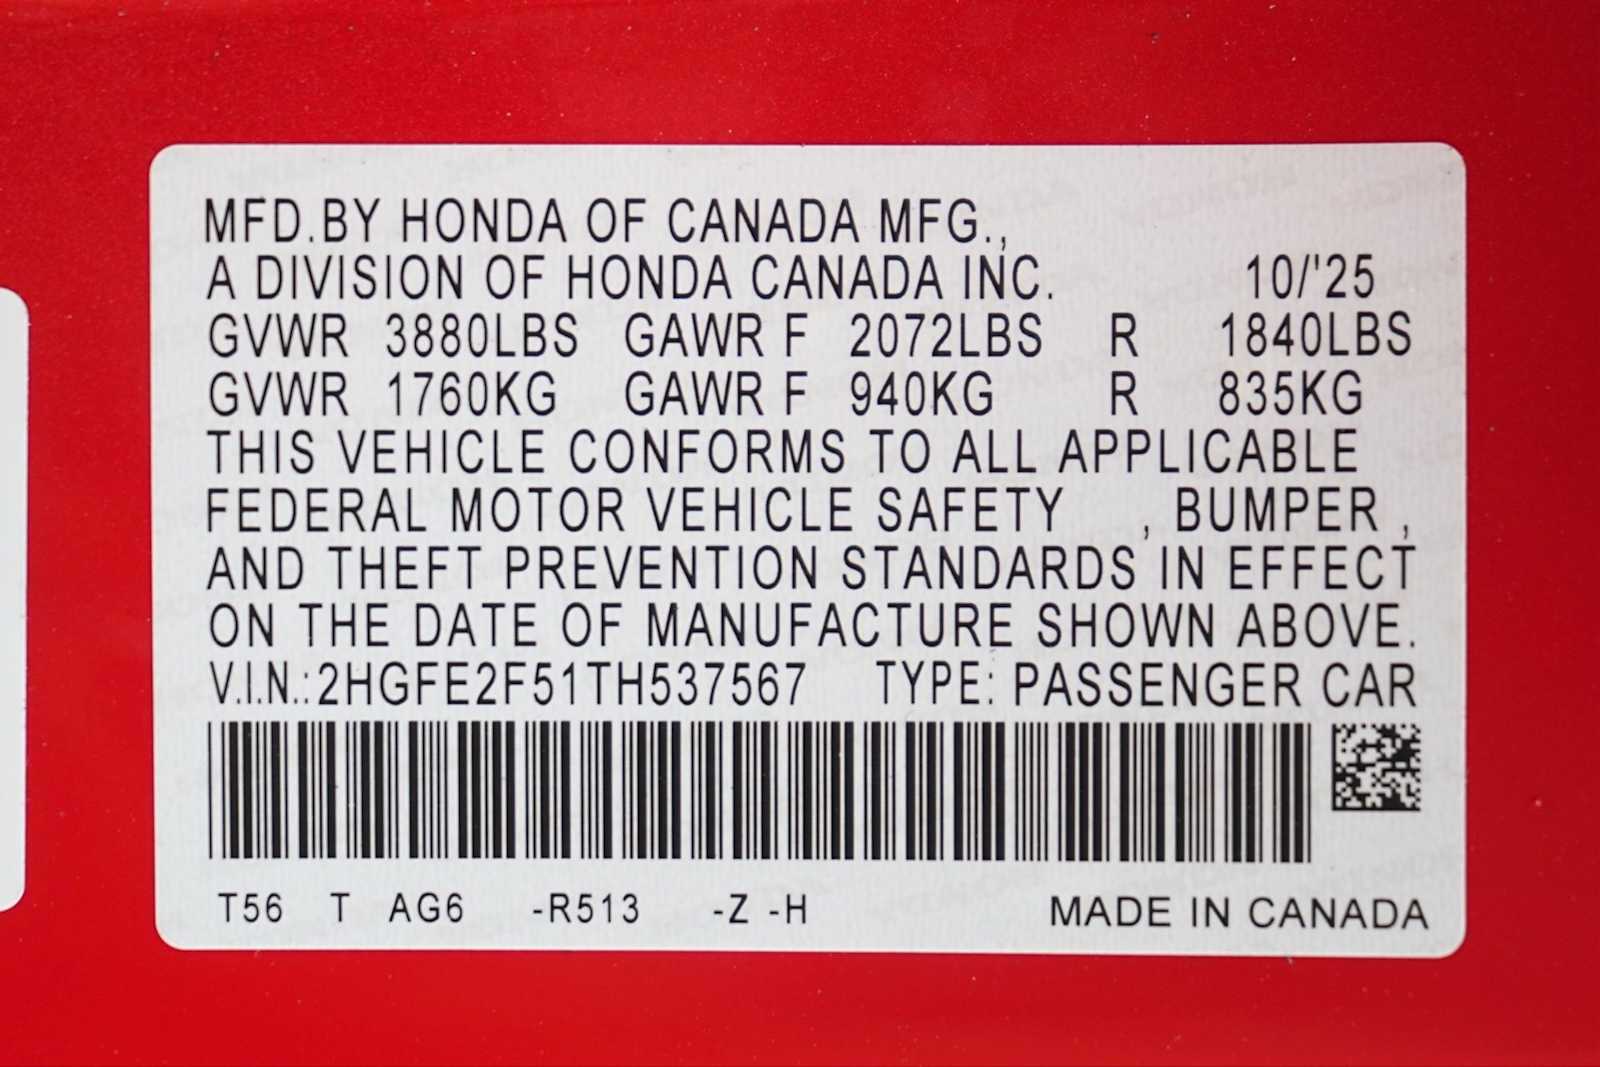 MFD.BY HONDA OF CANADA MFG.,
A DIVISION OF HONDA CANADA INC. 10/'25
GVWR 3880LBS GAWR F 2072LBS R 1840LBS
GVWR 1760KG GAWR F 940KG R 835KG
THIS VEHICLE CONFORMS TO ALL APPLICABLE
FEDERAL MOTOR VEHICLE SAFETY , BUMPER ,
AND THEFT PREVENTION STANDARDS IN EFFECT
ON THE DATE OF MANUFACTURE SHOWN ABOVE.
V.I.N.:2HGFE2F51TH537567 TYPE: PASSENGER CAR
T56 T AG6 -R513 -Z -H MADE IN CANADA